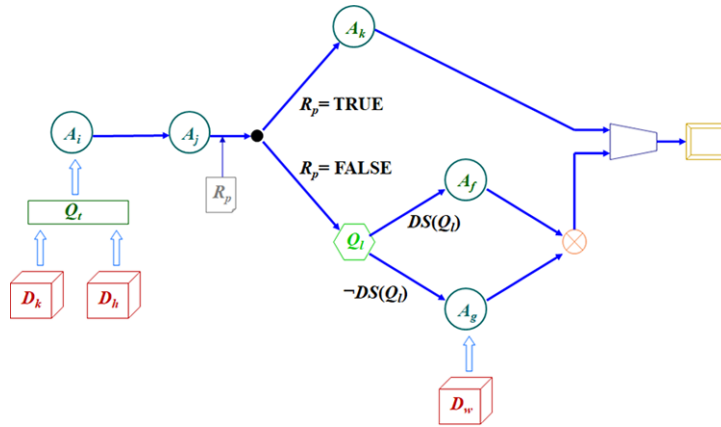 A_k
R_p= TRUE
A_i
A_j
R_p= FALSE
R_p
A_f
Q_t
DS(Q_l)
Q_l
¬DS(Q_l)
D_k
D_h
A_g
D_w